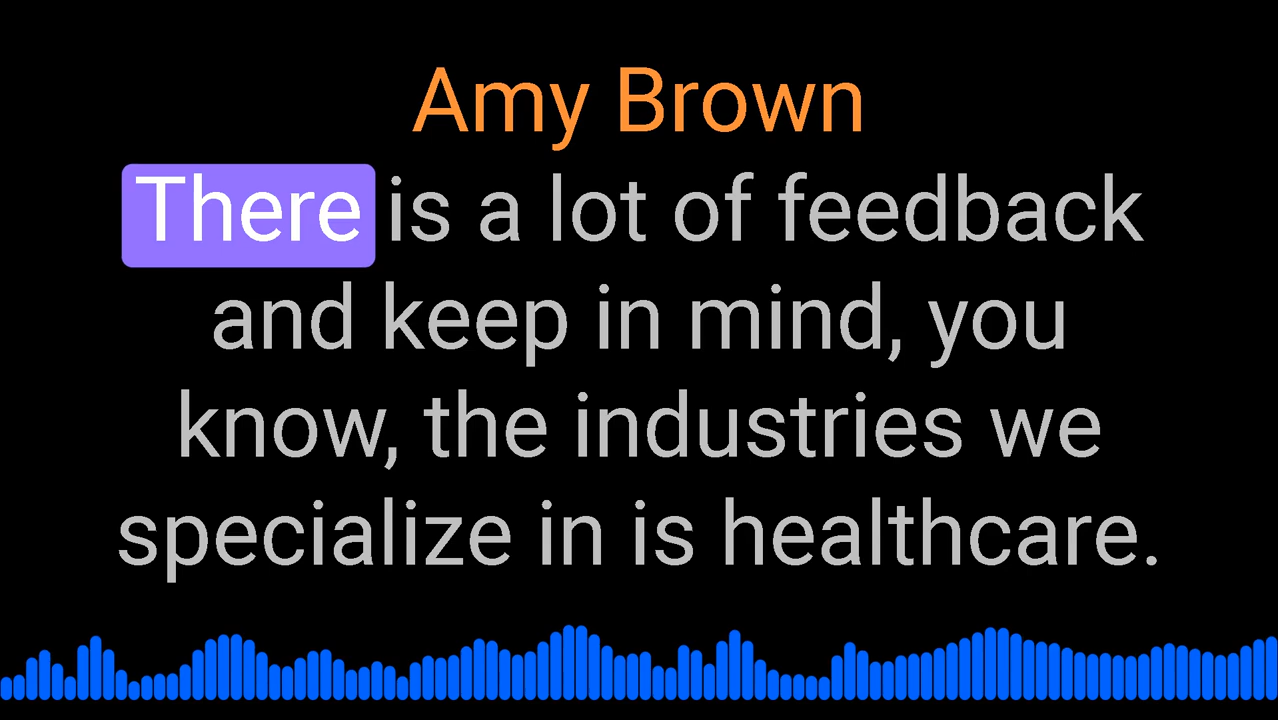 Amy Brown
There is a lot of feedback
and keep in mind, you
know, the industries we
specialize in is healthcare.